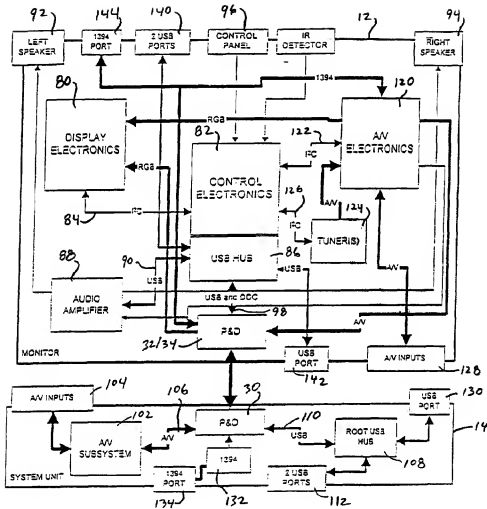 92 144 140 96 12 94
LEFT SPEAKER
1394 PORT
2 USB PORTS
CONTROL PANEL
IR DETECTOR
RIGHT SPEAKER
1394
80
120
RGB
82
122
DISPLAY ELECTRONICS
A/V ELECTRONICS
I²C
RGB
CONTROL ELECTRONICS
126
A/V
84
I²C
I²C
TUNER(S)
124
90
USB HUB
86
A/V
88
USB
USB
AUDIO AMPLIFIER
USB and DDC
98
P&D
A/V
32/34
MONITOR
USB PORT
A/V INPUTS
142
128
104
A/V INPUTS
106
30
USB PORT
130
102
P&D
110
14
A/V SUBSYSTEM
A/V
USB
ROOT USB HUB
1394
108
SYSTEM UNIT
1394 PORT
132
2 USB PORTS
134
112